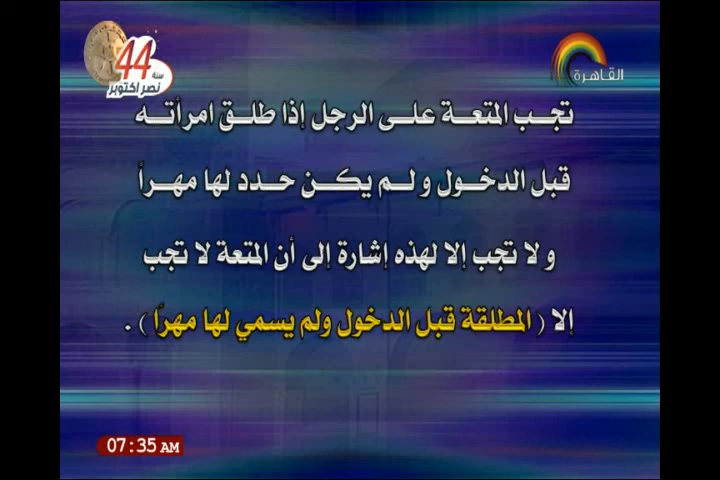 44
سنة
نصر اكتوبر
القاهرة
تجب المتعة على الرجل إذا طلق امرأته
قبل الدخول ولم يكن حدد لها مهراً
ولا تجب إلا لهذه إشارة إلى أن المتعة لا تجب
إلا ( المطلقة قبل الدخول ولم يسمي لها مهرًا ) .
07:35 AM